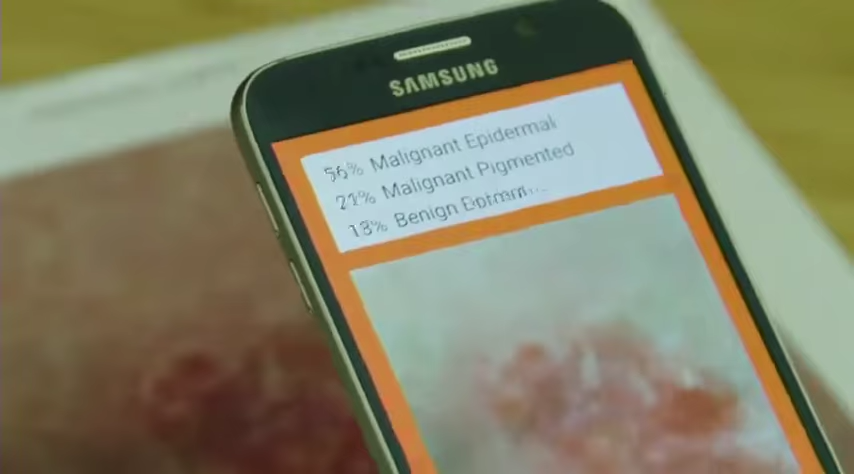 SAMSUNG
56% Malignant Epidermal
21% Malignant Pigmented
13% Benign